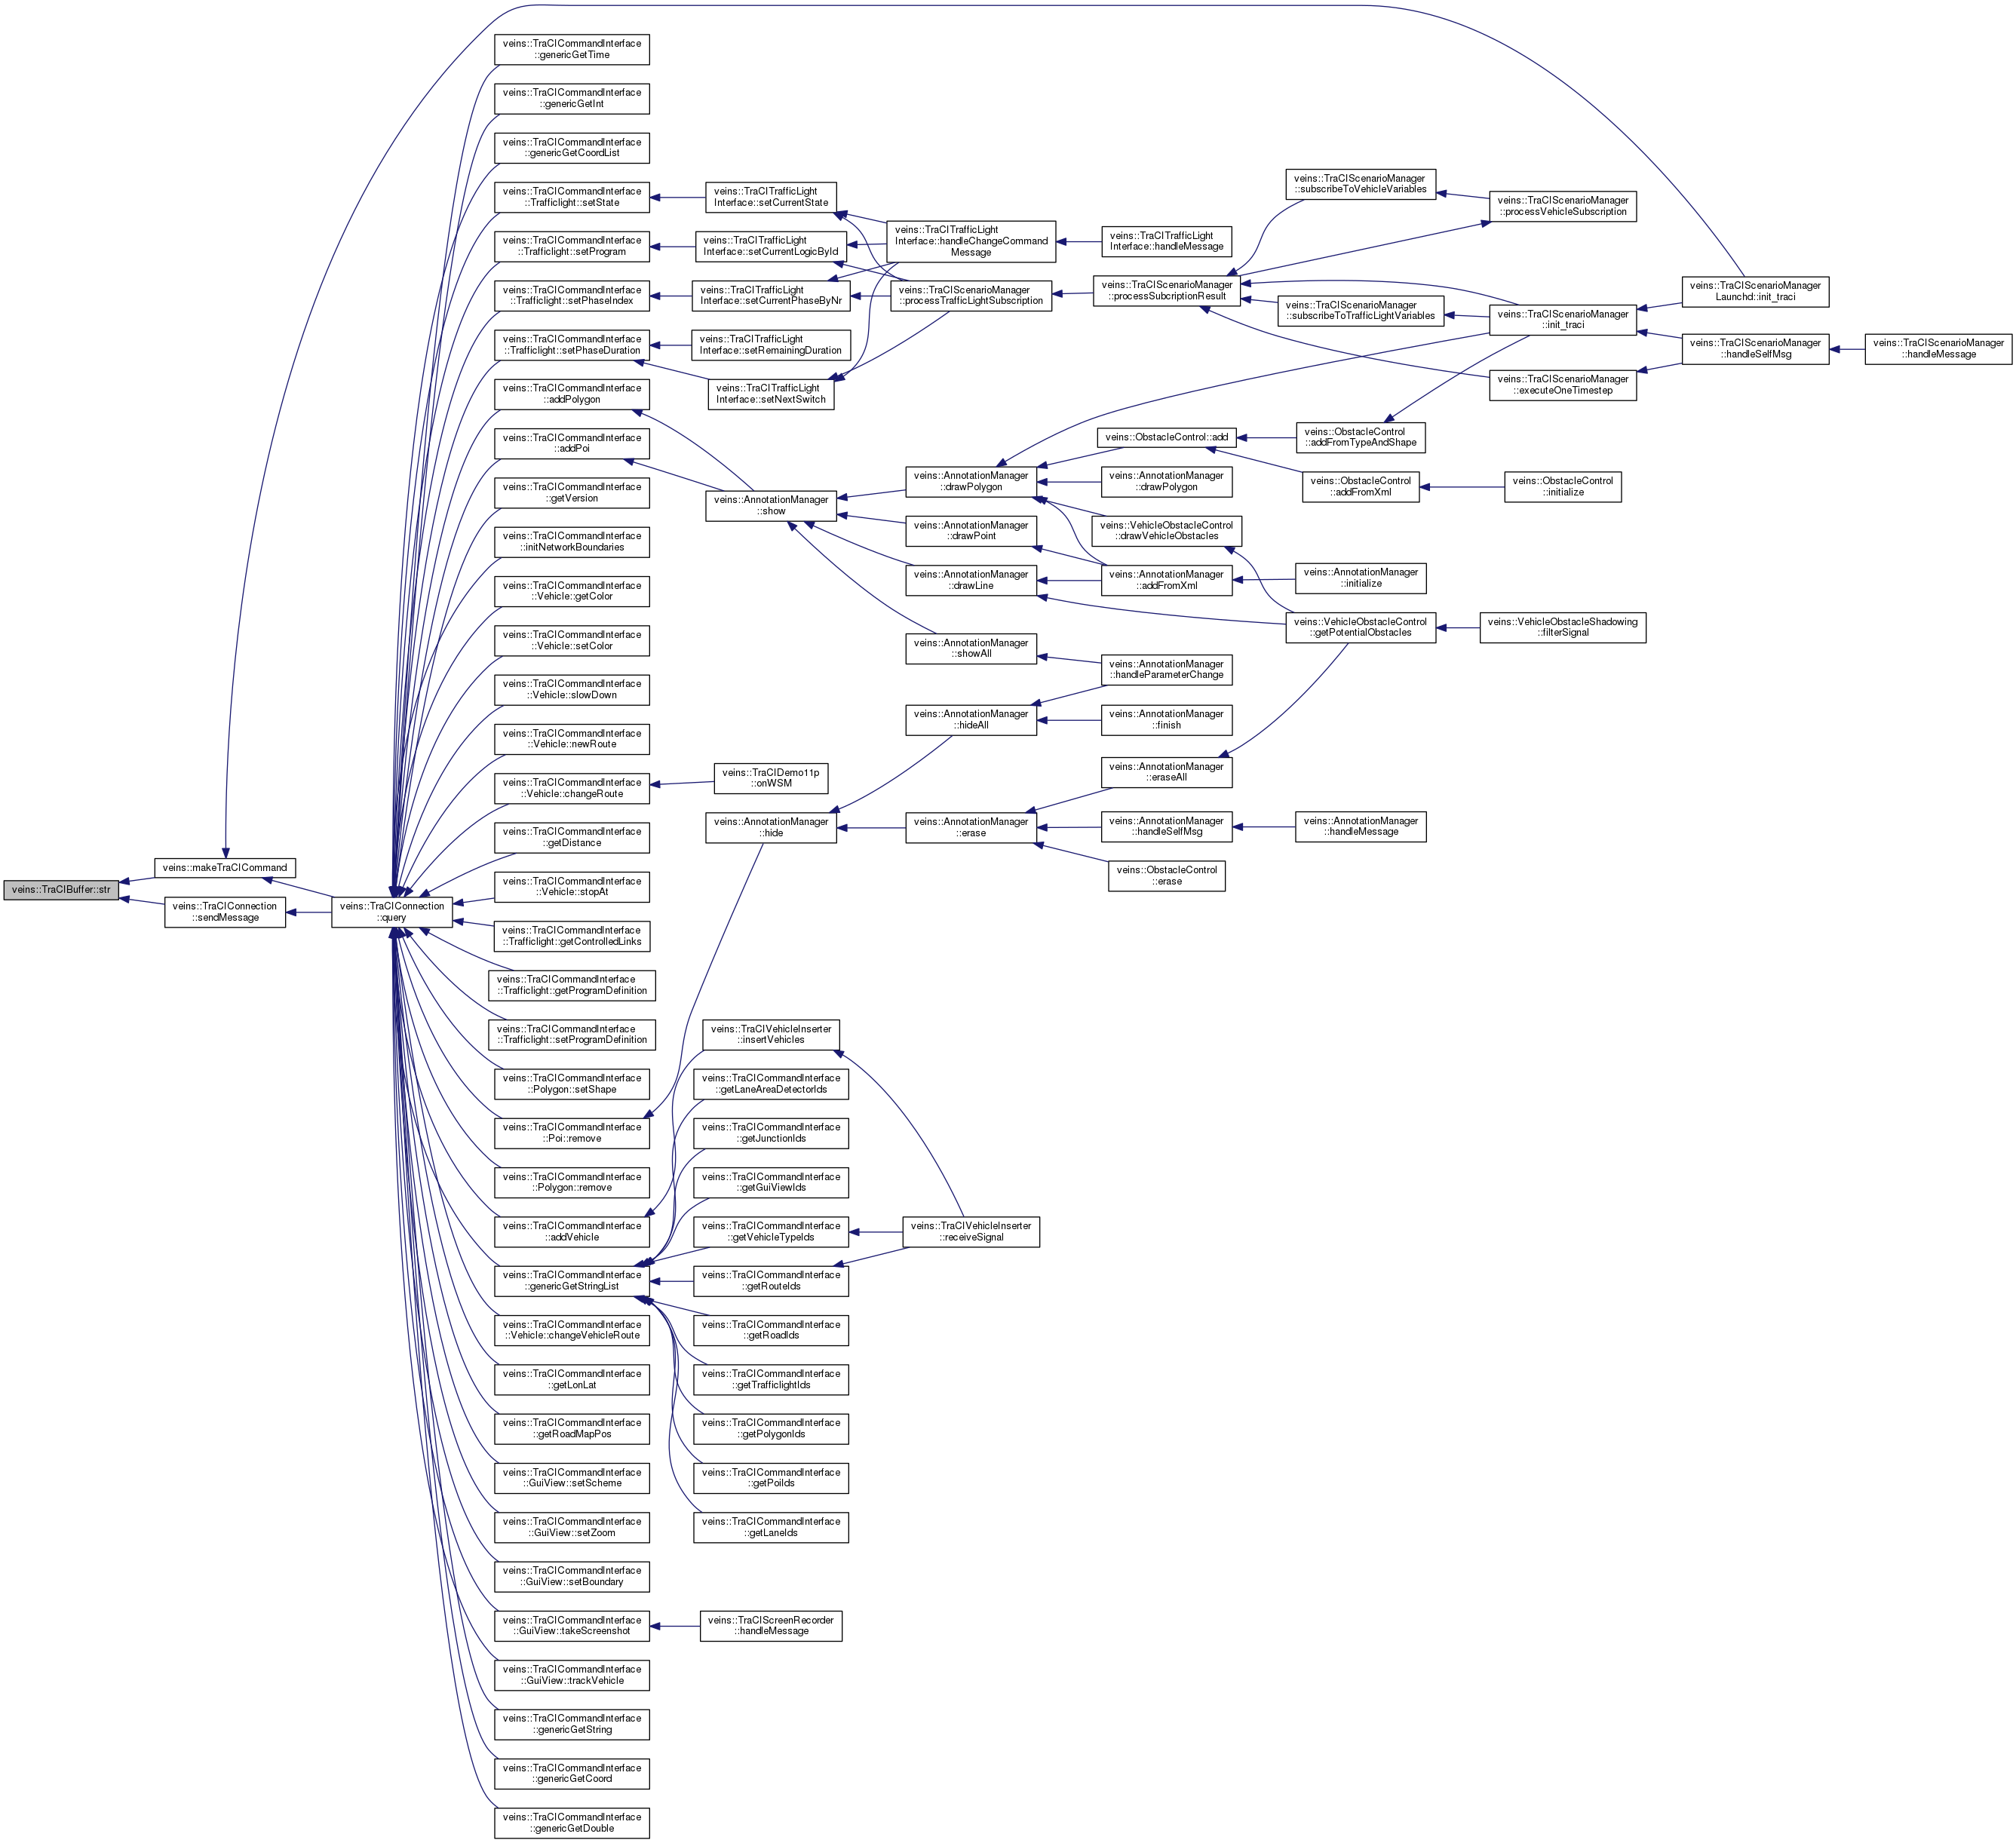 veins::TraCIBuffer::str
veins::makeTraCICommand
veins::TraCIConnection
::sendMessage
veins::TraCIConnection
::query
veins::TraCICommandInterface
::genericGetTime
veins::TraCICommandInterface
::genericGetInt
veins::TraCICommandInterface
::genericGetCoordList
veins::TraCICommandInterface
::Trafficlight::setState
veins::TraCICommandInterface
::Trafficlight::setProgram
veins::TraCICommandInterface
::Trafficlight::setPhaseIndex
veins::TraCICommandInterface
::Trafficlight::setPhaseDuration
veins::TraCICommandInterface
::addPolygon
veins::TraCICommandInterface
::addPoi
veins::TraCICommandInterface
::getVersion
veins::TraCICommandInterface
::initNetworkBoundaries
veins::TraCICommandInterface
::Vehicle::getColor
veins::TraCICommandInterface
::Vehicle::setColor
veins::TraCICommandInterface
::Vehicle::slowDown
veins::TraCICommandInterface
::Vehicle::newRoute
veins::TraCICommandInterface
::Vehicle::changeRoute
veins::TraCICommandInterface
::getDistance
veins::TraCICommandInterface
::Vehicle::stopAt
veins::TraCICommandInterface
::Trafficlight::getControlledLinks
veins::TraCICommandInterface
::Trafficlight::getProgramDefinition
veins::TraCICommandInterface
::Trafficlight::setProgramDefinition
veins::TraCICommandInterface
::Polygon::setShape
veins::TraCICommandInterface
::Poi::remove
veins::TraCICommandInterface
::Polygon::remove
veins::TraCICommandInterface
::addVehicle
veins::TraCICommandInterface
::genericGetStringList
veins::TraCICommandInterface
::Vehicle::changeVehicleRoute
veins::TraCICommandInterface
::getLonLat
veins::TraCICommandInterface
::getRoadMapPos
veins::TraCICommandInterface
::GuiView::setScheme
veins::TraCICommandInterface
::GuiView::setZoom
veins::TraCICommandInterface
::GuiView::setBoundary
veins::TraCICommandInterface
::GuiView::takeScreenshot
veins::TraCICommandInterface
::GuiView::trackVehicle
veins::TraCICommandInterface
::genericGetString
veins::TraCICommandInterface
::genericGetCoord
veins::TraCICommandInterface
::genericGetDouble
veins::TraCITrafficLight
Interface::setCurrentState
veins::TraCITrafficLight
Interface::setCurrentLogicById
veins::TraCITrafficLight
Interface::setCurrentPhaseByNr
veins::TraCITrafficLight
Interface::setRemainingDuration
veins::TraCITrafficLight
Interface::setNextSwitch
veins::AnnotationManager
::show
veins::TraCIDemo11p
::onWSM
veins::AnnotationManager
::hide
veins::TraCIVehicleInserter
::insertVehicles
veins::TraCICommandInterface
::getLaneAreaDetectorIds
veins::TraCICommandInterface
::getJunctionIds
veins::TraCICommandInterface
::getGuiViewIds
veins::TraCICommandInterface
::getVehicleTypeIds
veins::TraCICommandInterface
::getRouteIds
veins::TraCICommandInterface
::getRoadIds
veins::TraCICommandInterface
::getTrafficlightIds
veins::TraCICommandInterface
::getPolygonIds
veins::TraCICommandInterface
::getPoiIds
veins::TraCICommandInterface
::getLaneIds
veins::TraCIScreenRecorder
::handleMessage
veins::TraCITrafficLight
Interface::handleChangeCommand
Message
veins::TraCIScenarioManager
::processTrafficLightSubscription
veins::AnnotationManager
::drawPolygon
veins::AnnotationManager
::drawPoint
veins::AnnotationManager
::drawLine
veins::AnnotationManager
::showAll
veins::AnnotationManager
::hideAll
veins::AnnotationManager
::erase
veins::TraCIVehicleInserter
::receiveSignal
veins::TraCITrafficLight
Interface::handleMessage
veins::TraCIScenarioManager
::processSubcriptionResult
veins::ObstacleControl::add
veins::AnnotationManager
::drawPolygon
veins::VehicleObstacleControl
::drawVehicleObstacles
veins::AnnotationManager
::addFromXml
veins::AnnotationManager
::handleParameterChange
veins::AnnotationManager
::finish
veins::AnnotationManager
::eraseAll
veins::AnnotationManager
::handleSelfMsg
veins::ObstacleControl
::erase
veins::TraCIScenarioManager
::subscribeToVehicleVariables
veins::TraCIScenarioManager
::subscribeToTrafficLightVariables
veins::ObstacleControl
::addFromTypeAndShape
veins::ObstacleControl
::addFromXml
veins::AnnotationManager
::initialize
veins::VehicleObstacleControl
::getPotentialObstacles
veins::AnnotationManager
::handleMessage
veins::TraCIScenarioManager
::processVehicleSubscription
veins::TraCIScenarioManager
::init_traci
veins::TraCIScenarioManager
::executeOneTimestep
veins::ObstacleControl
::initialize
veins::VehicleObstacleShadowing
::filterSignal
veins::TraCIScenarioManager
Launchd::init_traci
veins::TraCIScenarioManager
::handleSelfMsg
veins::TraCIScenarioManager
::handleMessage